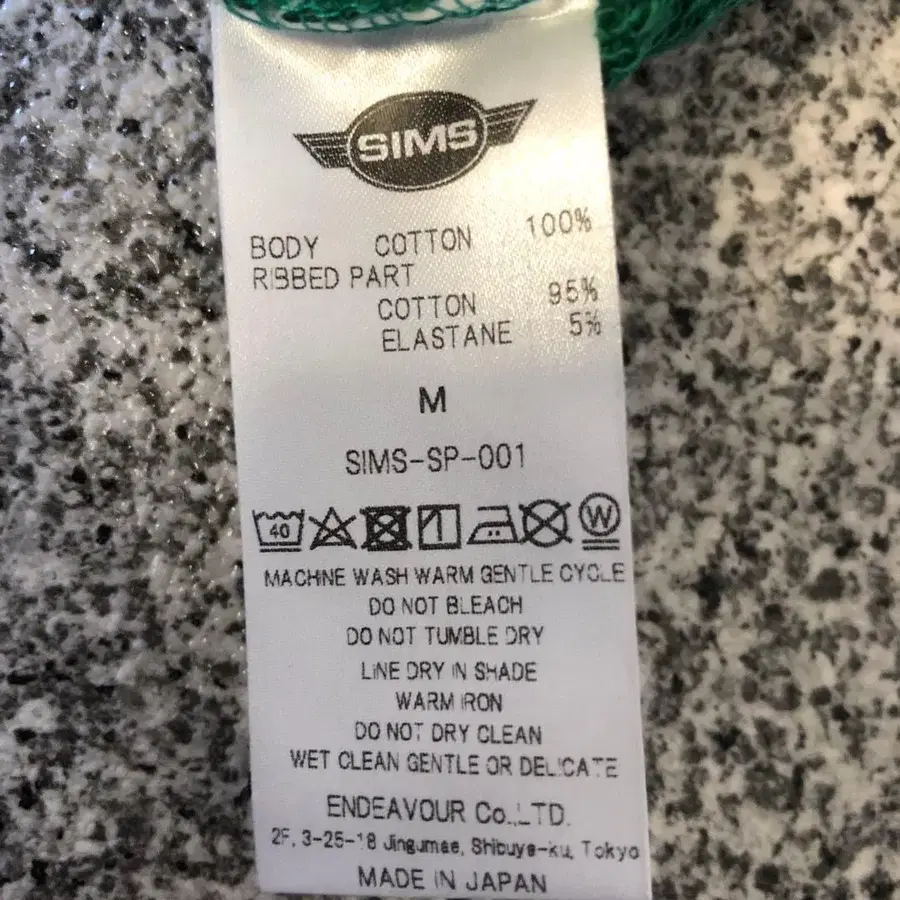 SIMS
BODY COTTON 100%
RIBBED PART
COTTON 95%
ELASTANE 5%
M
SIMS-SP-001
40 W
MACHINE WASH WARM GENTLE CYCLE
DO NOT BLEACH
DO NOT TUMBLE DRY
LINE DRY IN SHADE
WARM IRON
DO NOT DRY CLEAN
WET CLEAN GENTLE OR DELICATE
ENDEAVOUR Co.,LTD.
2F, 3-25-18 Jingumae, Shibuya-ku, Tokyo
MADE IN JAPAN